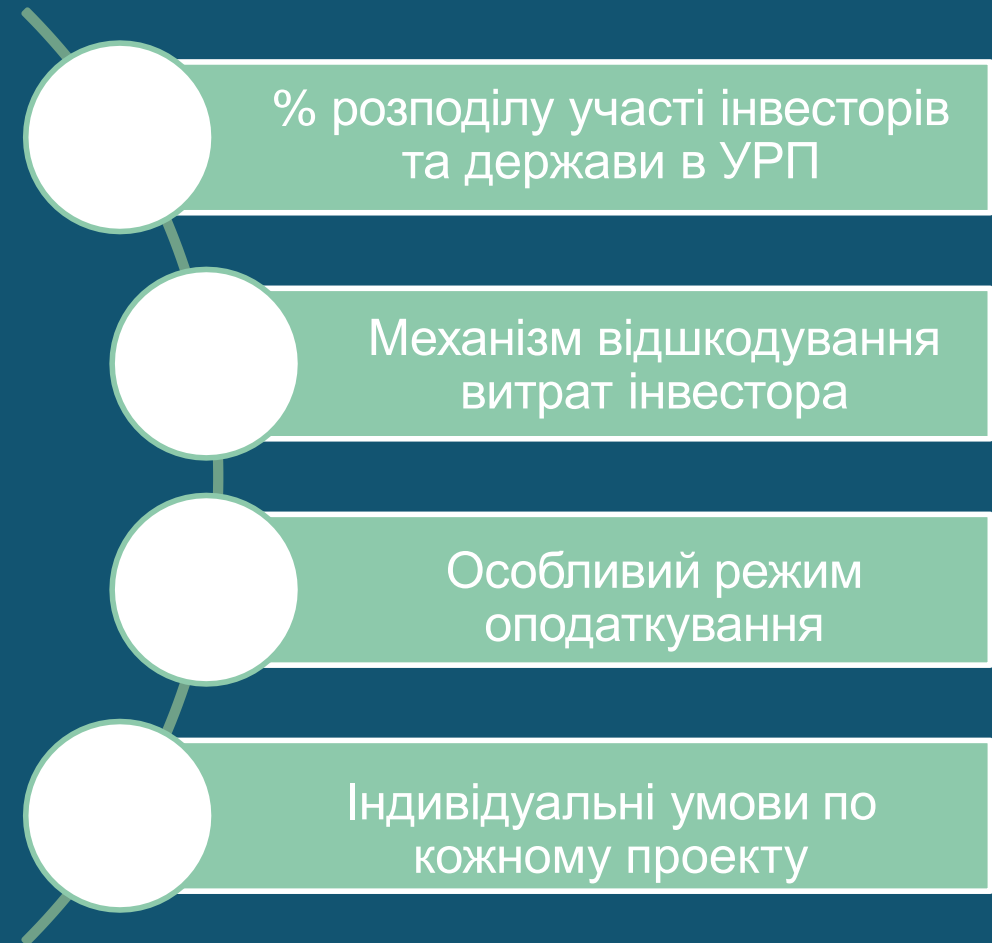 % розподілу участі інвесторів
та держави в УРП
Механізм відшкодування
витрат інвестора
Особливий режим
оподаткування
Індивідуальні умови по
кожному проекту